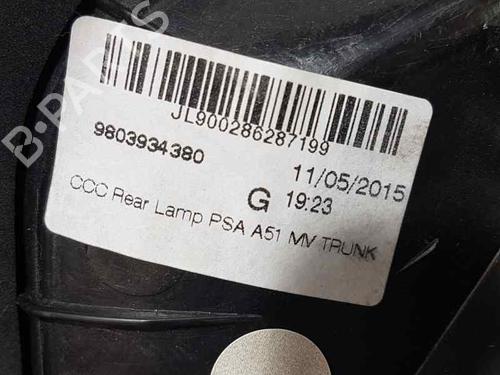 JL900286287199
9803934380
11/05/2015
G 19:23
CCC Rear Lamp PSA A51 MV TRUNK
B-PARTS